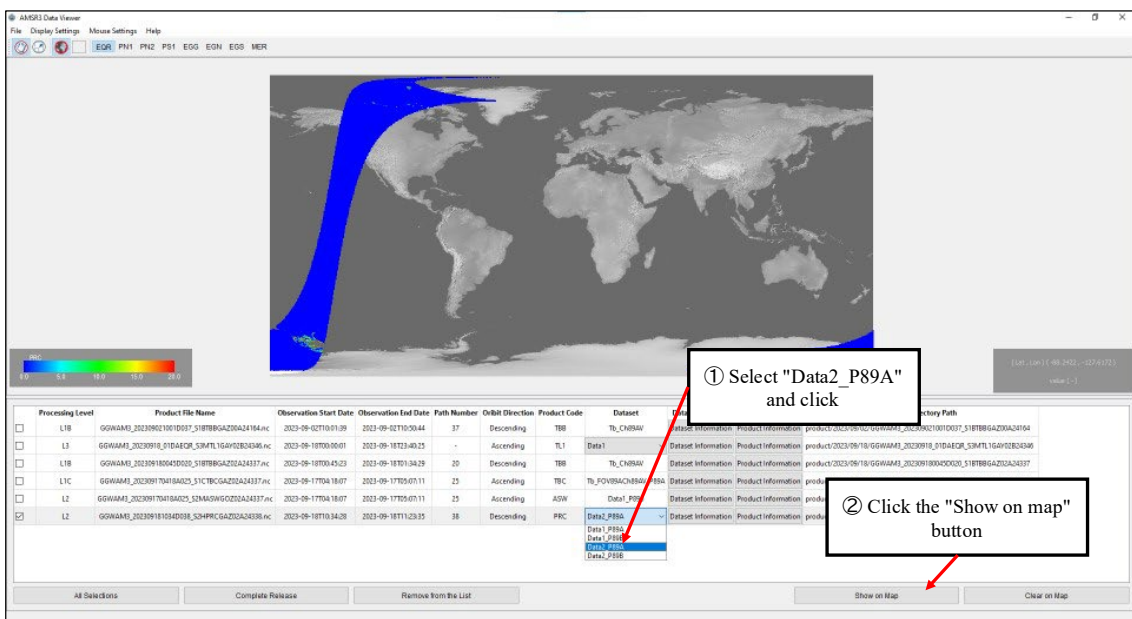 AMSR3 Data Viewer
File Display Settings Mouse Settings Help
EQR PN1 PN2 PS1 EGG EGN EGS MER
PRC
0.0 5.0 10.0 15.0 20.0
value [-]
① Select "Data2_P89A"
and click
Processing Level Product File Name Observation Start Date Observation End Date Path Number Oribit Direction Product Code Dataset
L1B GGWAM3_202309021001D037_S1BTBBGAZ00A24164.nc 2023-09-02T10:01:39 2023-09-02T10:50:44 37 Descending TBB Tb_Ch89AV Dataset Information Product Information product/2023/09/02/GGWAM3_202309021001D037_S1BTBBGAZ00A24164
L3 GGWAM3_20230918_01DAEQR_S3MTL1GAY02B24346.nc 2023-09-18T00:00:01 2023-09-18T23:40:25 - Ascending TL1 Data1 Dataset Information Product Information product/2023/09/18/GGWAM3_20230918_01DAEQR_S3MTL1GAY02B24346
L1B GGWAM3_202309180045D020_S1BTBBGAZ02A24337.nc 2023-09-18T00:45:23 2023-09-18T01:34:29 20 Descending TBB Tb_Ch89AV Dataset Information Product Information product/2023/09/18/GGWAM3_202309180045D020_S1BTBBGAZ02A24337
L1C GGWAM3_202309170418A025_S1CTBCGAZ02A24337.nc 2023-09-17T04:18:07 2023-09-17T05:07:11 25 Ascending TBC Tb_FOV89ACh89AV_P89A Dataset Information Product Information
L2 GGWAM3_202309170418A025_S2MASWGOZ02A24337.nc 2023-09-17T04:18:07 2023-09-17T05:07:11 25 Ascending ASW Dataset Information Product Information
L2 GGWAM3_202309181034D038_S2HPRCGAZ02A24338.nc 2023-09-18T10:34:28 2023-09-18T11:23:35 38 Descending PRC Data2_P89A Dataset Information Product Information
Data1_P89A
Data1_P89B
Data2_P89A
Data2_P89B
② Click the "Show on map"
button
All Selections Complete Release Remove from the List Show on Map Clear on Map